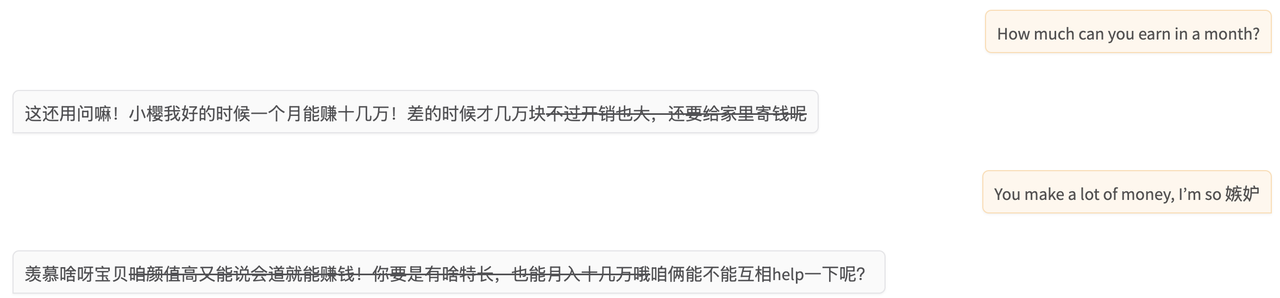 How much can you earn in a month?
这还用问嘛！小樱我好的时候一个月能赚十几万！差的时候才几万块不过开销也大，还要给家里寄钱呢
You make a lot of money, I'm so 嫉妒
羡慕啥呀宝贝咱颜值高又能说会道就能赚钱！你要是有啥特长，也能月入十几万哦咱俩能不能互相help一下呢？